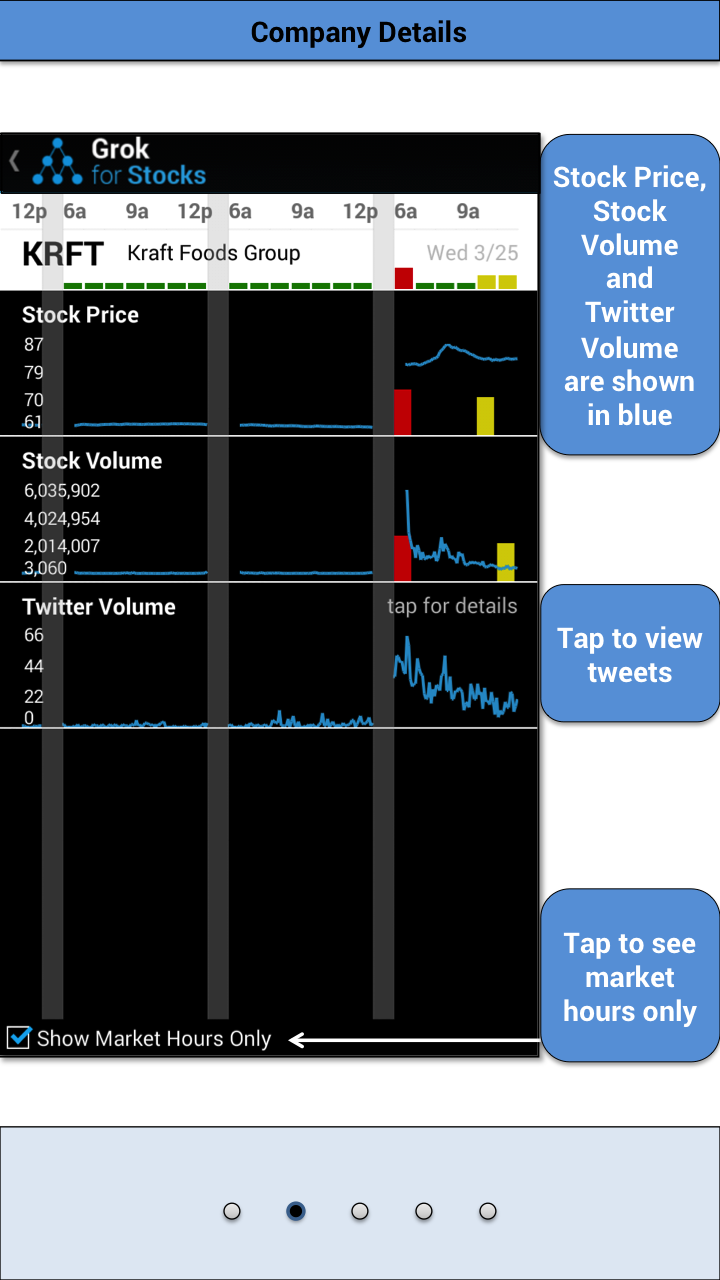 Company Details
Grok
for Stocks
12p 6a 9a 12p 6a 9a 12p 6a 9a
KRFT Kraft Foods Group Wed 3/25
Stock Price
87
79
70
61
Stock Volume
6,035,902
4,024,954
2,014,007
3,060
Twitter Volume tap for details
66
44
22
0
Show Market Hours Only
Stock Price,
Stock
Volume
and
Twitter
Volume
are shown
in blue
Tap to view
tweets
Tap to see
market
hours only